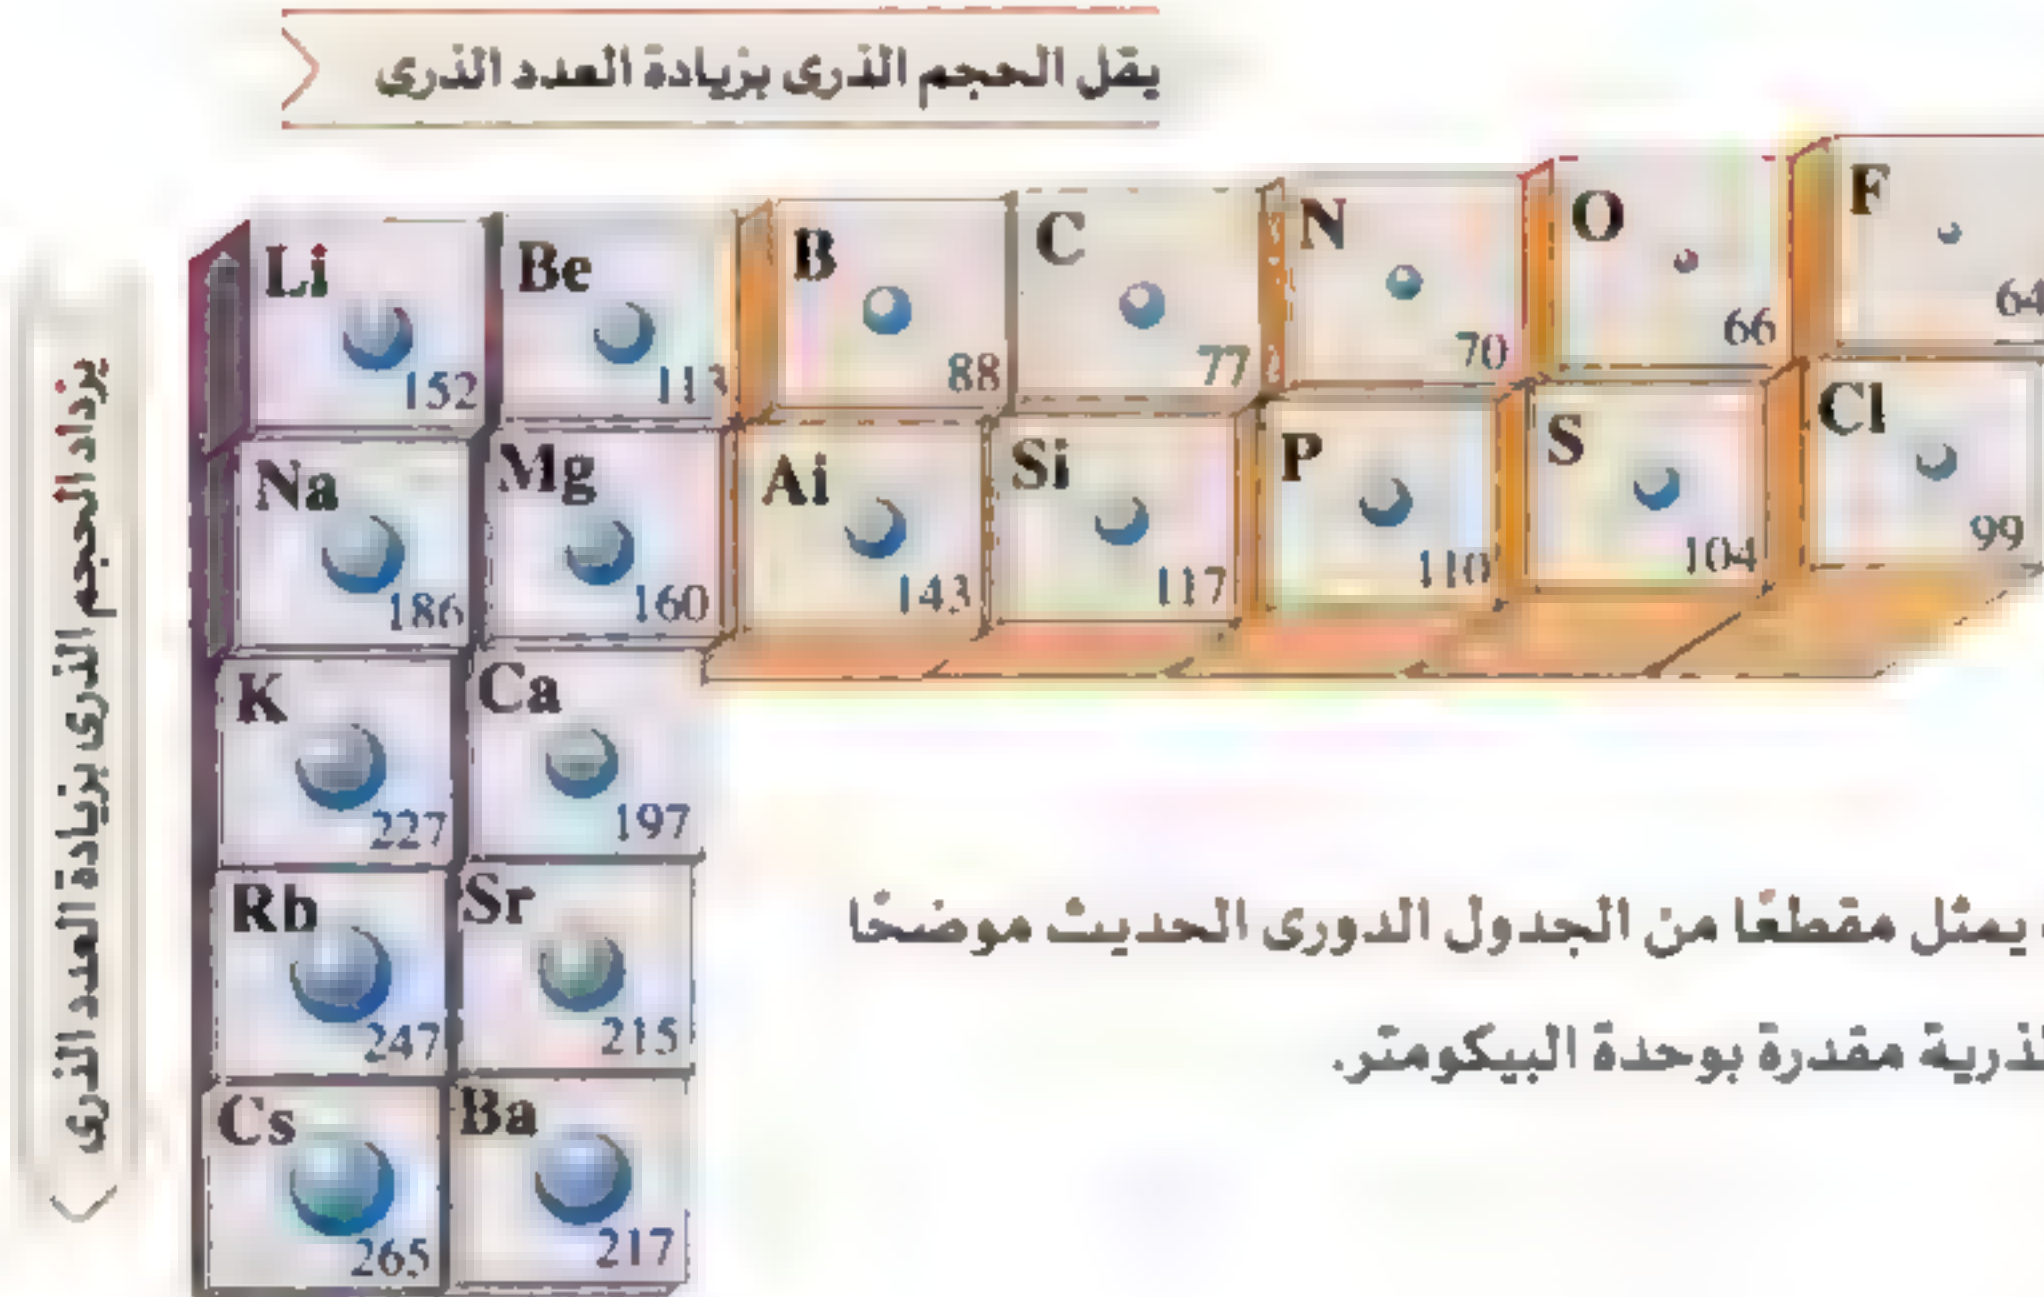 يقل الحجم الذرى بزيادة العدد الذرى
يزداد الحجم الذرى بزيادة العدد الذرى
Li 152 Be 113 B 88 C 77 N 70 O 66 F 64
Na 186 Mg 160 Ai 143 Si 117 P 110 S 104 Cl 99
K 227 Ca 197
Rb 247 Sr 215
Cs 265 Ba 217
يمثل مقطعًا من الجدول الدورى الحديث موضحًا
مقدرة بوحدة البيكومتر.